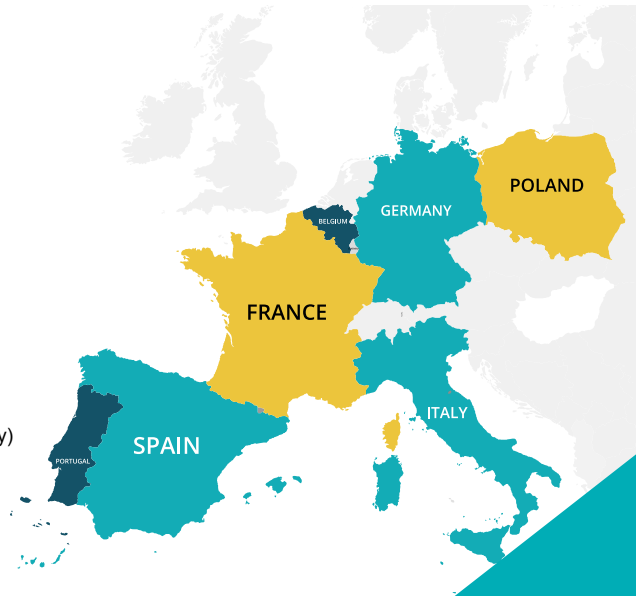 POLAND
GERMANY
BELGIUM
FRANCE
ITALY
y)
SPAIN
PORTUGAL